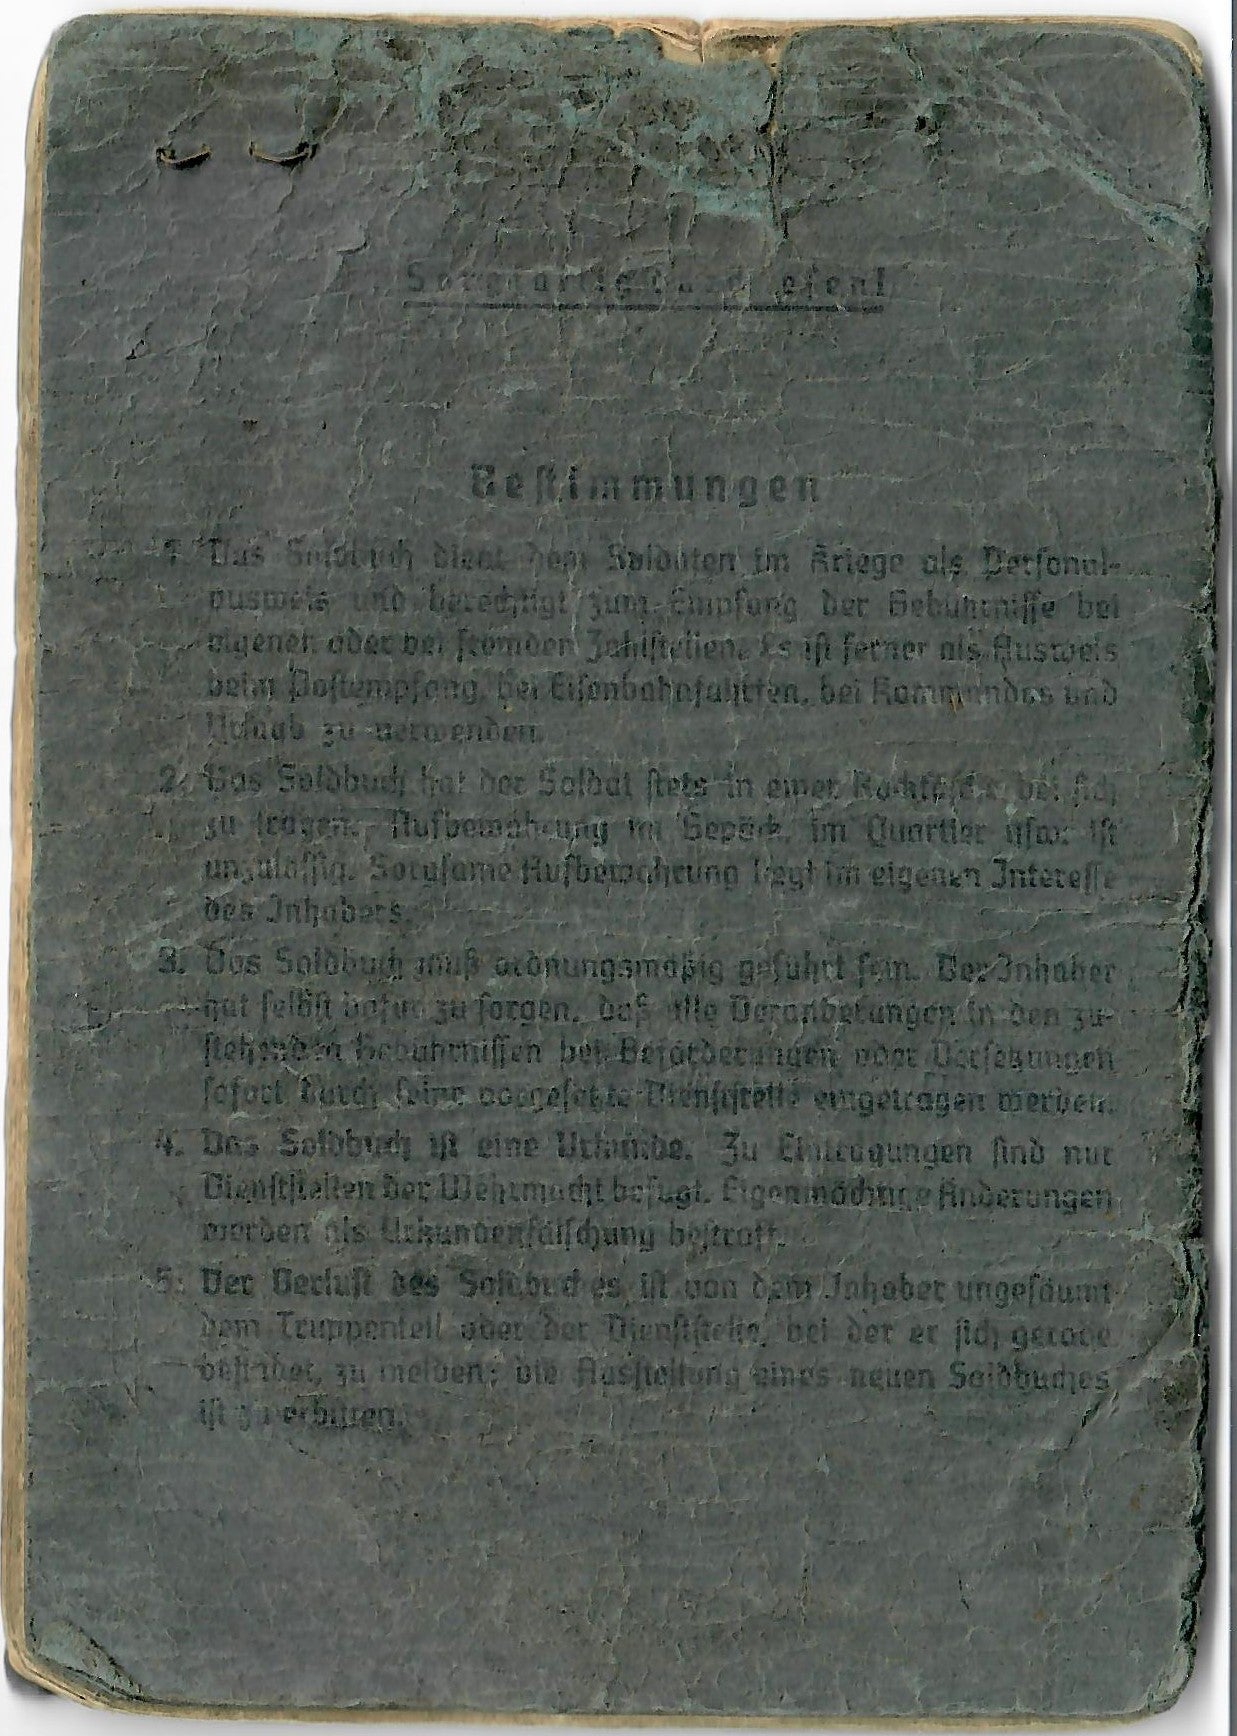 Sorgfältig durchlesen!
Bestimmungen
1. Das Soldbuch dient dem Soldaten im Kriege als Personal-
ausweis und berechtigt zum Empfang der Gebührnisse bei
eigenen oder bei fremden Zahlstellen. Es ist ferner als Ausweis
beim Postempfang, bei Eisenbahnfahrten, bei Kommandos und
Urlaub zu verwenden.
2. Das Soldbuch hat der Soldat stets in einer Rocktasche bei sich
zu tragen. Aufbewahrung im Gepäck, im Quartier usw. ist
unzulässig. Sorgsame Aufbewahrung liegt im eigenen Interesse
des Inhabers.
3. Das Soldbuch muß ordnungsmäßig geführt sein. Der Inhaber
hat selbst dafür zu sorgen, daß alle Veränderungen in den zu-
stehenden Gebührnissen bei Beförderungen oder Versetzungen
sofort durch seine vorgesetzte Dienststelle eingetragen werden.
4. Das Soldbuch ist eine Urkunde. Zu Eintragungen sind nur
Dienststellen der Wehrmacht befugt. Eigenmächtige Änderungen
werden als Urkundenfälschung bestraft.
5. Der Verlust des Soldbuches ist von dem Inhaber ungesäumt
dem Truppenteil oder der Dienststelle, bei der er sich gerade
befindet, zu melden; die Ausstellung eines neuen Soldbuches
ist zu erbitten.